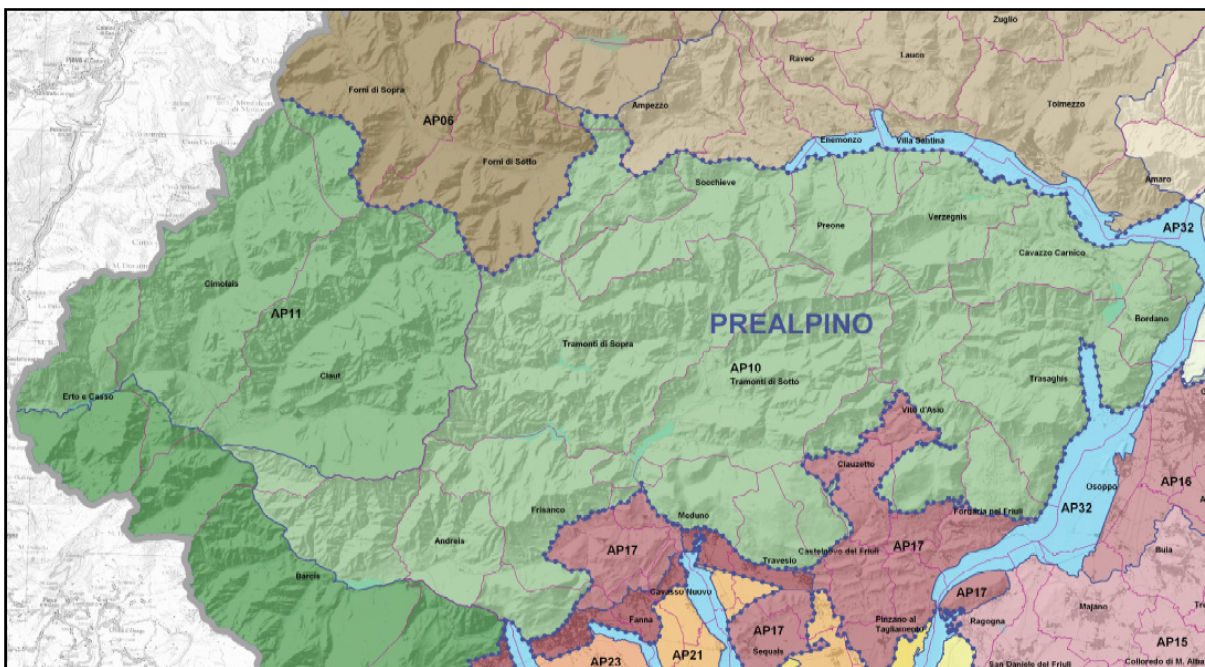 Zuglio
Lauco
Raveo
Forni di Sopra
Ampezzo
Tolmezzo
AP06
Enemonzo
Villa Santina
Forni di Sotto
Amaro
Socchieve
Verzegnis
Preone
AP32
Cavazzo Carnico
Cimolais
AP11
Bordano
PREALPINO
Tramonti di Sopra
AP10
Claut
Tramonti di Sotto
Trasaghis
Erto e Casso
Vito d'Asio
Clauzetto
Osoppo
AP16
AP32
Frisanco
Meduno
Forgaria nel Friuli
Andreis
AP17
Castelnovo del Friuli
AP17
Buia
Travesio
Barcis
Cavasso Nuovo
AP17
Majano
Fanna
Pinzano al
Tagliamento
Ragogna
AP17
AP15
Sequals
AP23
AP21
San Daniele del Friuli
Colloredo di M. Alba